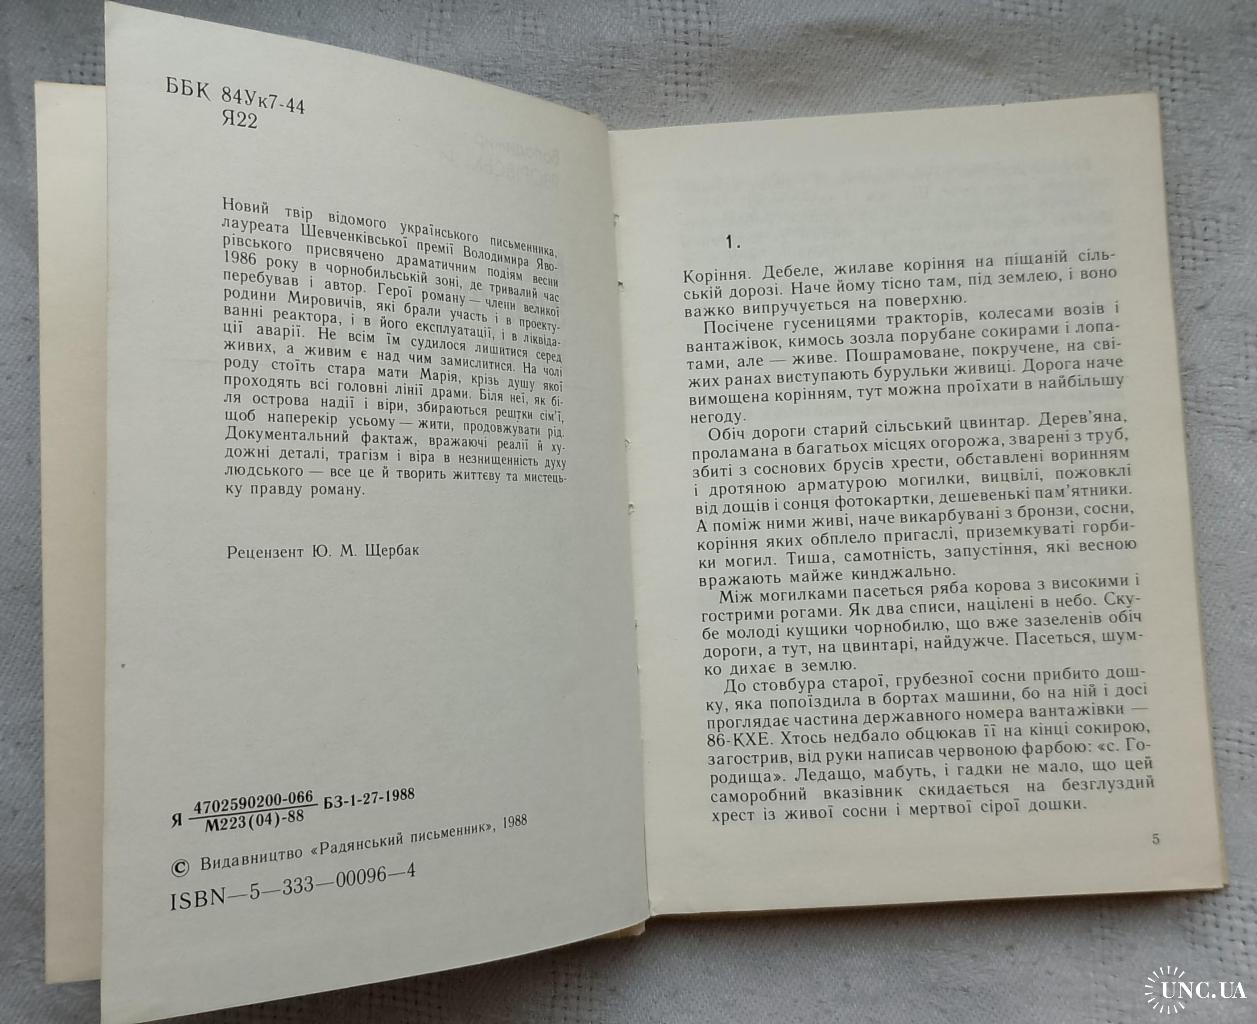 ББК 84Ук7-44
Я22
Новий твір відомого українського письменника,
лауреата Шевченківської премії Володимира Яво-
рівського присвячено драматичним подіям весни
1986 року в чорнобильській зоні, де тривалий час
перебував і автор. Герої роману — члени великої
родини Мировичів, які брали участь і в проекту-
ванні реактора, і в його експлуатації, і в ліквіда-
ції аварії. Не всім їм судилося лишитися серед
живих, а живим є над чим замислитися. На чолі
роду стоїть стара мати Марія, крізь душу якої
проходять всі головні лінії драми. Біля неї, як бі-
ля острова надії і віри, збираються рештки сім’ї,
щоб наперекір усьому — жити, продовжувати рід.
Документальний фактаж, вражаючі реалії й ху-
дожні деталі, трагізм і віра в незнищенність духу
людського — все це й творить життєву та мистець-
ку правду роману.
Рецензент Ю. М. Щербак
Я 4702590200-066 БЗ-1-27-1988
М223(04)-88
© Видавництво «Радянський письменник», 1988
ISBN—5—333—00096—4
1.
Коріння. Дебеле, жилаве коріння на піщаній сіль-
ській дорозі. Наче йому тісно там, під землею, і воно
важко випручується на поверхню.
Посічене гусеницями тракторів, колесами возів і
вантажівок, кимось зозла порубане сокирами і лопа-
тами, але — живе. Пошрамоване, покручене, на сві-
жих ранах виступають бурульки живиці. Дорога наче
вимощена корінням, тут можна проїхати в найбільшу
негоду.
Обіч дороги старий сільський цвинтар. Дерев’яна,
проламана в багатьох місцях огорожа, зварені з труб,
збиті з соснових брусів хрести, обставлені воринням
і дротяною арматурою могилки, вицвілі, пожовклі
від дощів і сонця фотокартки, дешевенькі пам’ятники.
А поміж ними живі, наче викарбувані з бронзи, сосни,
коріння яких обплело пригаслі, приземкуваті горби-
ки могил. Тиша, самотність, запустіння, які весною
вражають майже кинджально.
Між могилками пасеться ряба корова з високими і
гострими рогами. Як два списи, націлені в небо. Ску-
бе молоді кущики чорнобилю, що вже зазеленів обіч
дороги, а тут, на цвинтарі, найдужче. Пасеться, шум-
ко дихає в землю.
До стовбура старої, грубезної сосни прибито дош-
ку, яка попоїздила в бортах машини, бо на ній і досі
проглядає частина державного номера вантажівки —
86-КХЕ. Хтось недбало обцюкав її на кінці сокирою,
загострив, від руки написав червоною фарбою: «с. Го-
родища». Ледащо, мабуть, і гадки не мало, що цей
саморобний вказівник скидається на безглуздий
хрест із живої сосни і мертвої сірої дошки.
5
UNC.UA